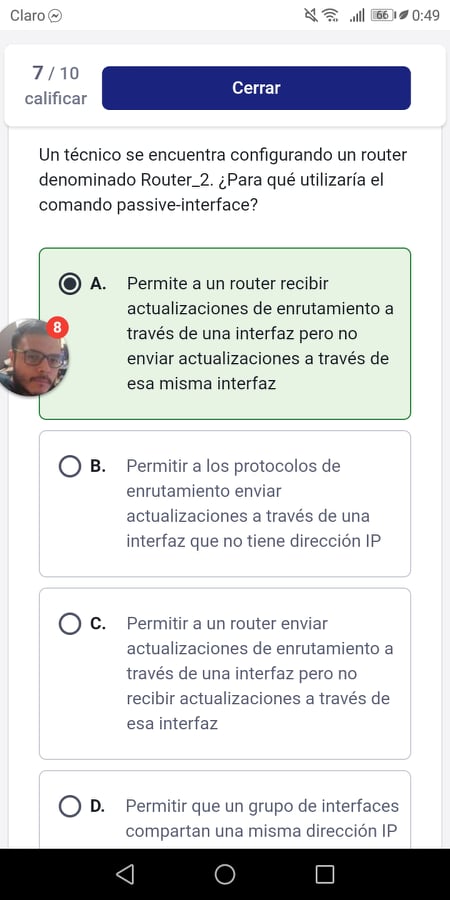 Claro 66 0:49
7 / 10
calificar
Cerrar
Un técnico se encuentra configurando un router
denominado Router_2. ¿Para qué utilizaría el
comando passive-interface?
A. Permite a un router recibir
actualizaciones de enrutamiento a
través de una interfaz pero no
enviar actualizaciones a través de
esa misma interfaz
8
B. Permitir a los protocolos de
enrutamiento enviar
actualizaciones a través de una
interfaz que no tiene dirección IP
C. Permitir a un router enviar
actualizaciones de enrutamiento a
través de una interfaz pero no
recibir actualizaciones a través de
esa interfaz
D. Permitir que un grupo de interfaces
compartan una misma dirección IP